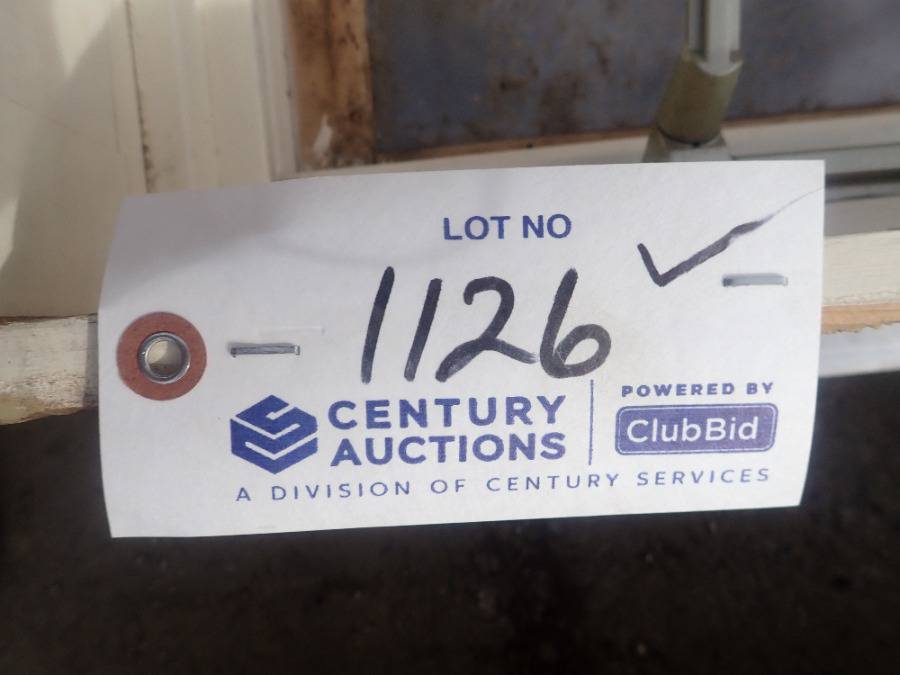 LOT NO
1126 ✓
CENTURY
AUCTIONS
POWERED BY
ClubBid
A DIVISION OF CENTURY SERVICES